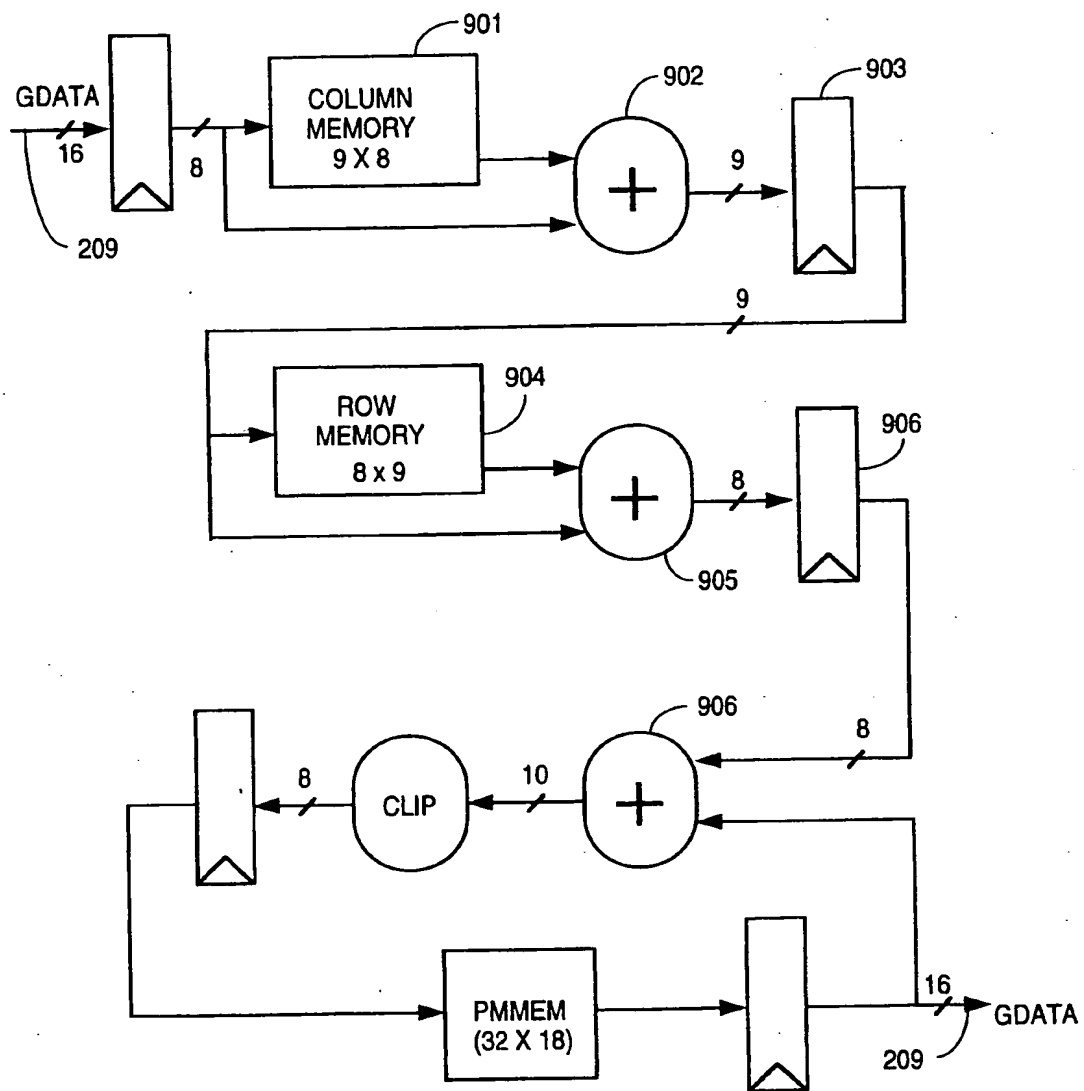 901
902
903
GDATA
16
8
COLUMN
MEMORY
9 X 8
9
209
9
904
ROW
MEMORY
8 x 9
8
906
905
906
8
8
CLIP
10
PMMEM
(32 X 18)
16
GDATA
209